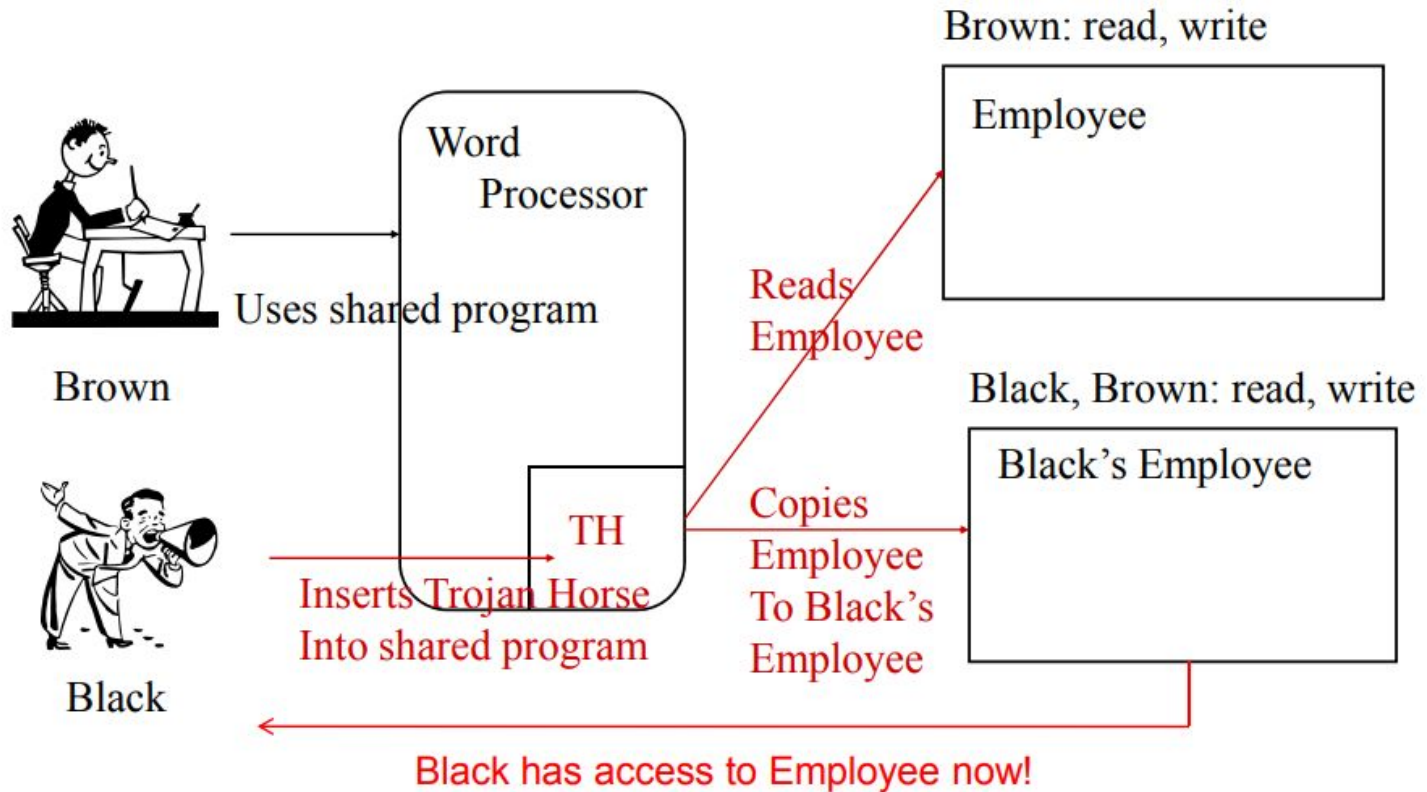 Brown: read, write
Employee
Word
Processor
Uses shared program
Brown
Reads
Employee
Black, Brown: read, write
Black’s Employee
TH
Copies
Employee
To Black’s
Employee
Inserts Trojan Horse
Into shared program
Black
Black has access to Employee now!